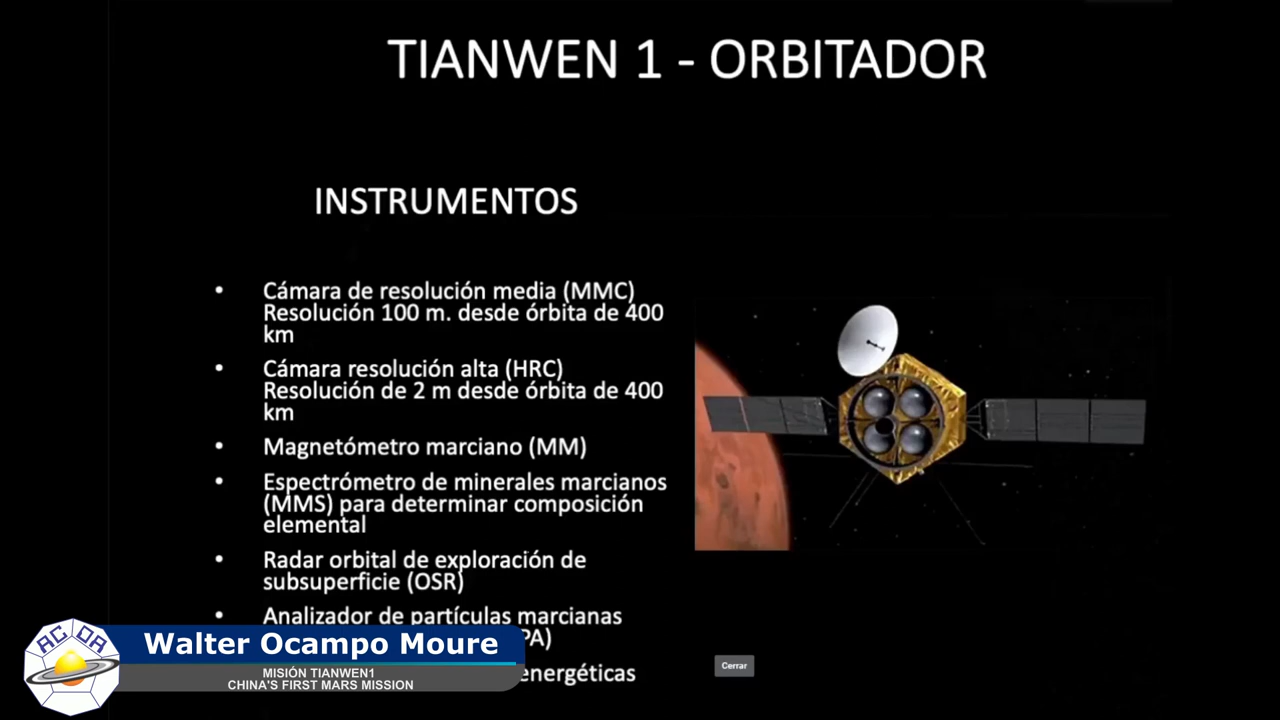 TIANWEN 1 - ORBITADOR
INSTRUMENTOS
• Cámara de resolución media (MMC)
Resolución 100 m. desde órbita de 400
km
• Cámara resolución alta (HRC)
Resolución de 2 m desde órbita de 400
km
• Magnetómetro marciano (MM)
• Espectrómetro de minerales marcianos
(MMS) para determinar composición
elemental
• Radar orbital de exploración de
subsuperficie (OSR)
• Analizador de partículas marcianas
PA)
energéticas
Cerrar
ACDA
Walter Ocampo Moure
MISIÓN TIANWEN1
CHINA'S FIRST MARS MISSION